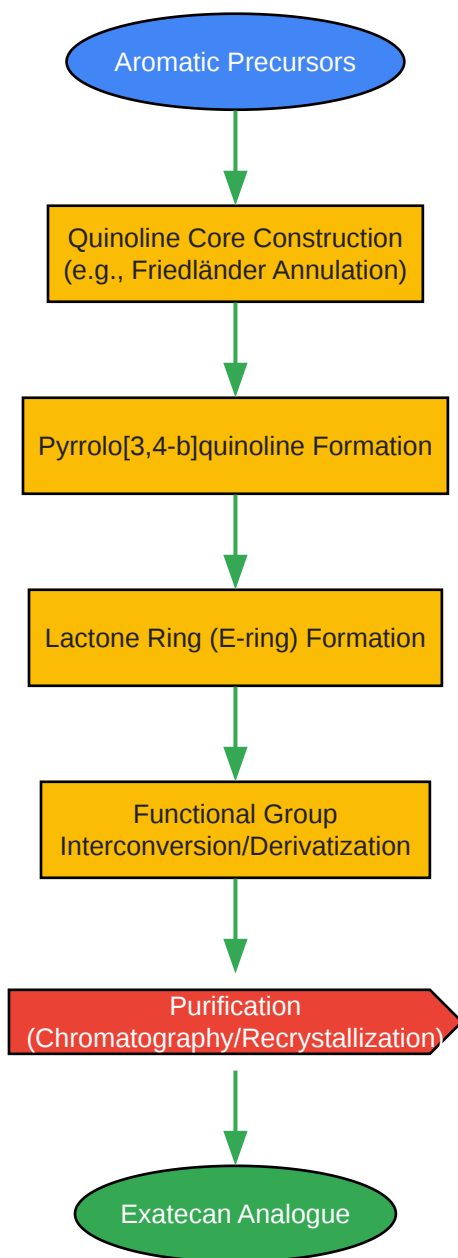 Aromatic Precursors
Quinoline Core Construction
(e.g., Friedländer Annulation)
Pyrrolo[3,4-b]quinoline Formation
Lactone Ring (E-ring) Formation
Functional Group
Interconversion/Derivatization
Purification
(Chromatography/Recrystallization)
Exatecan Analogue